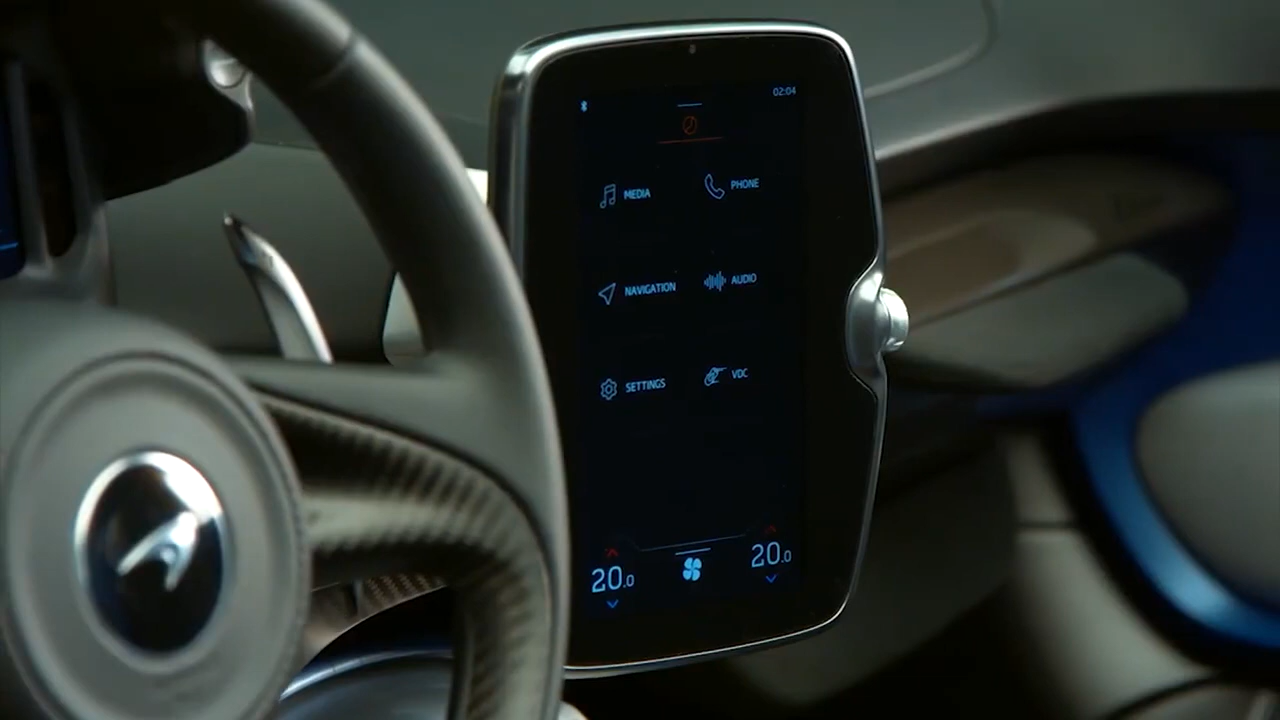 02:04
MEDIA
PHONE
NAVIGATION
AUDIO
SETTINGS
VDC
20.0
20.0